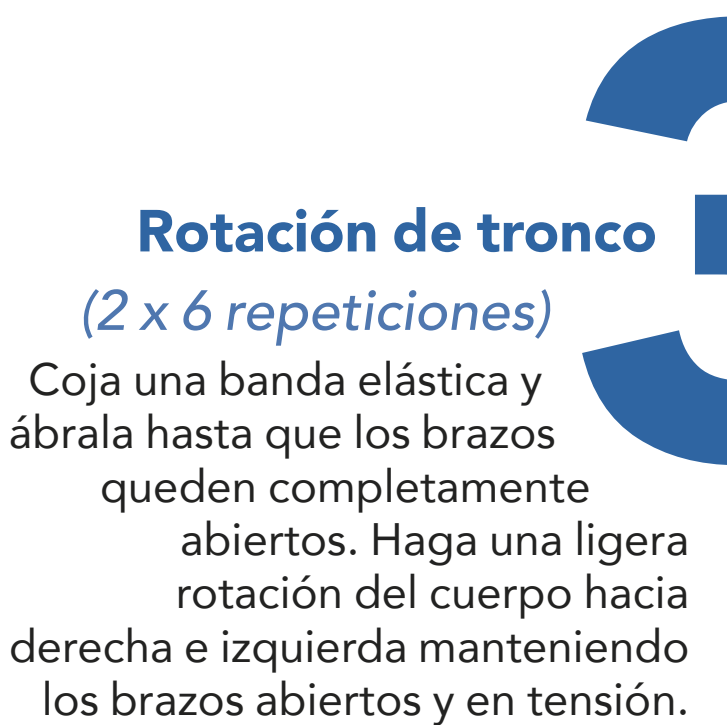 3
Rotación de tronco
(2 x 6 repeticiones)
Coja una banda elástica y
ábrala hasta que los brazos
queden completamente
abiertos. Haga una ligera
rotación del cuerpo hacia
derecha e izquierda manteniendo
los brazos abiertos y en tensión.